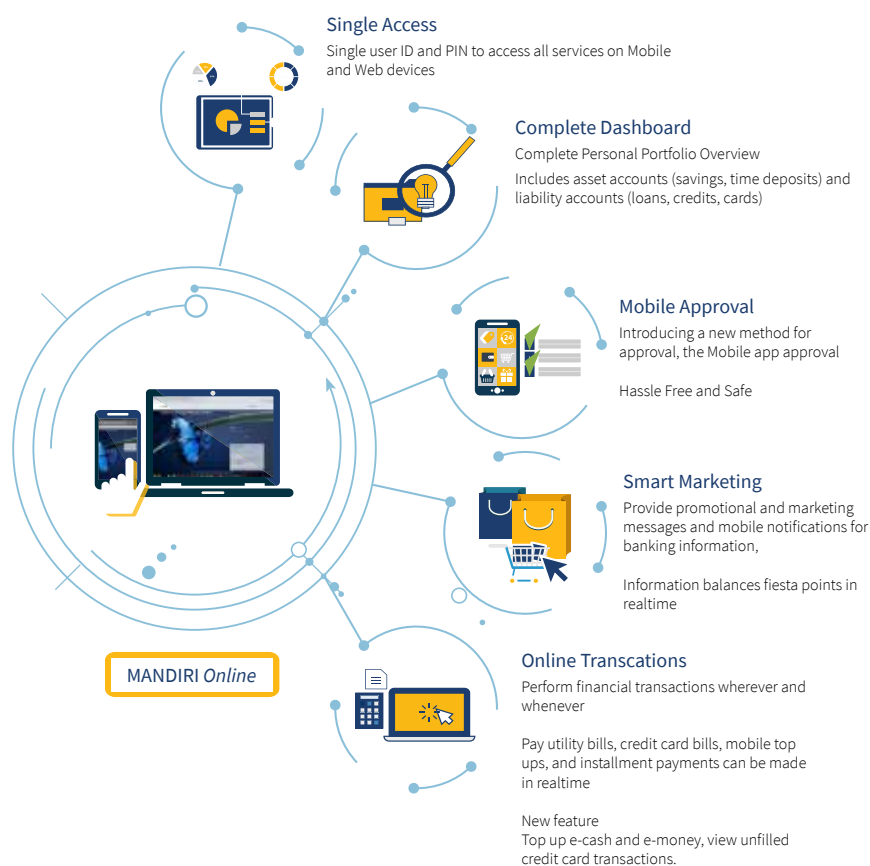 Single Access
Single user ID and PIN to access all services on Mobile
and Web devices
Complete Dashboard
Complete Personal Portfolio Overview
Includes asset accounts (savings, time deposits) and
liability accounts (loans, credits, cards)
Mobile Approval
Introducing a new method for
approval, the Mobile app approval
Hassle Free and Safe
24
Smart Marketing
Provide promotional and marketing
messages and mobile notifications for
banking information,
Information balances fiesta points in
realtime
MANDIRI Online
Online Transcations
Perform financial transactions wherever and
whenever
Pay utility bills, credit card bills, mobile top
ups, and installment payments can be made
in realtime
New feature
Top up e-cash and e-money, view unfilled
credit card transactions.